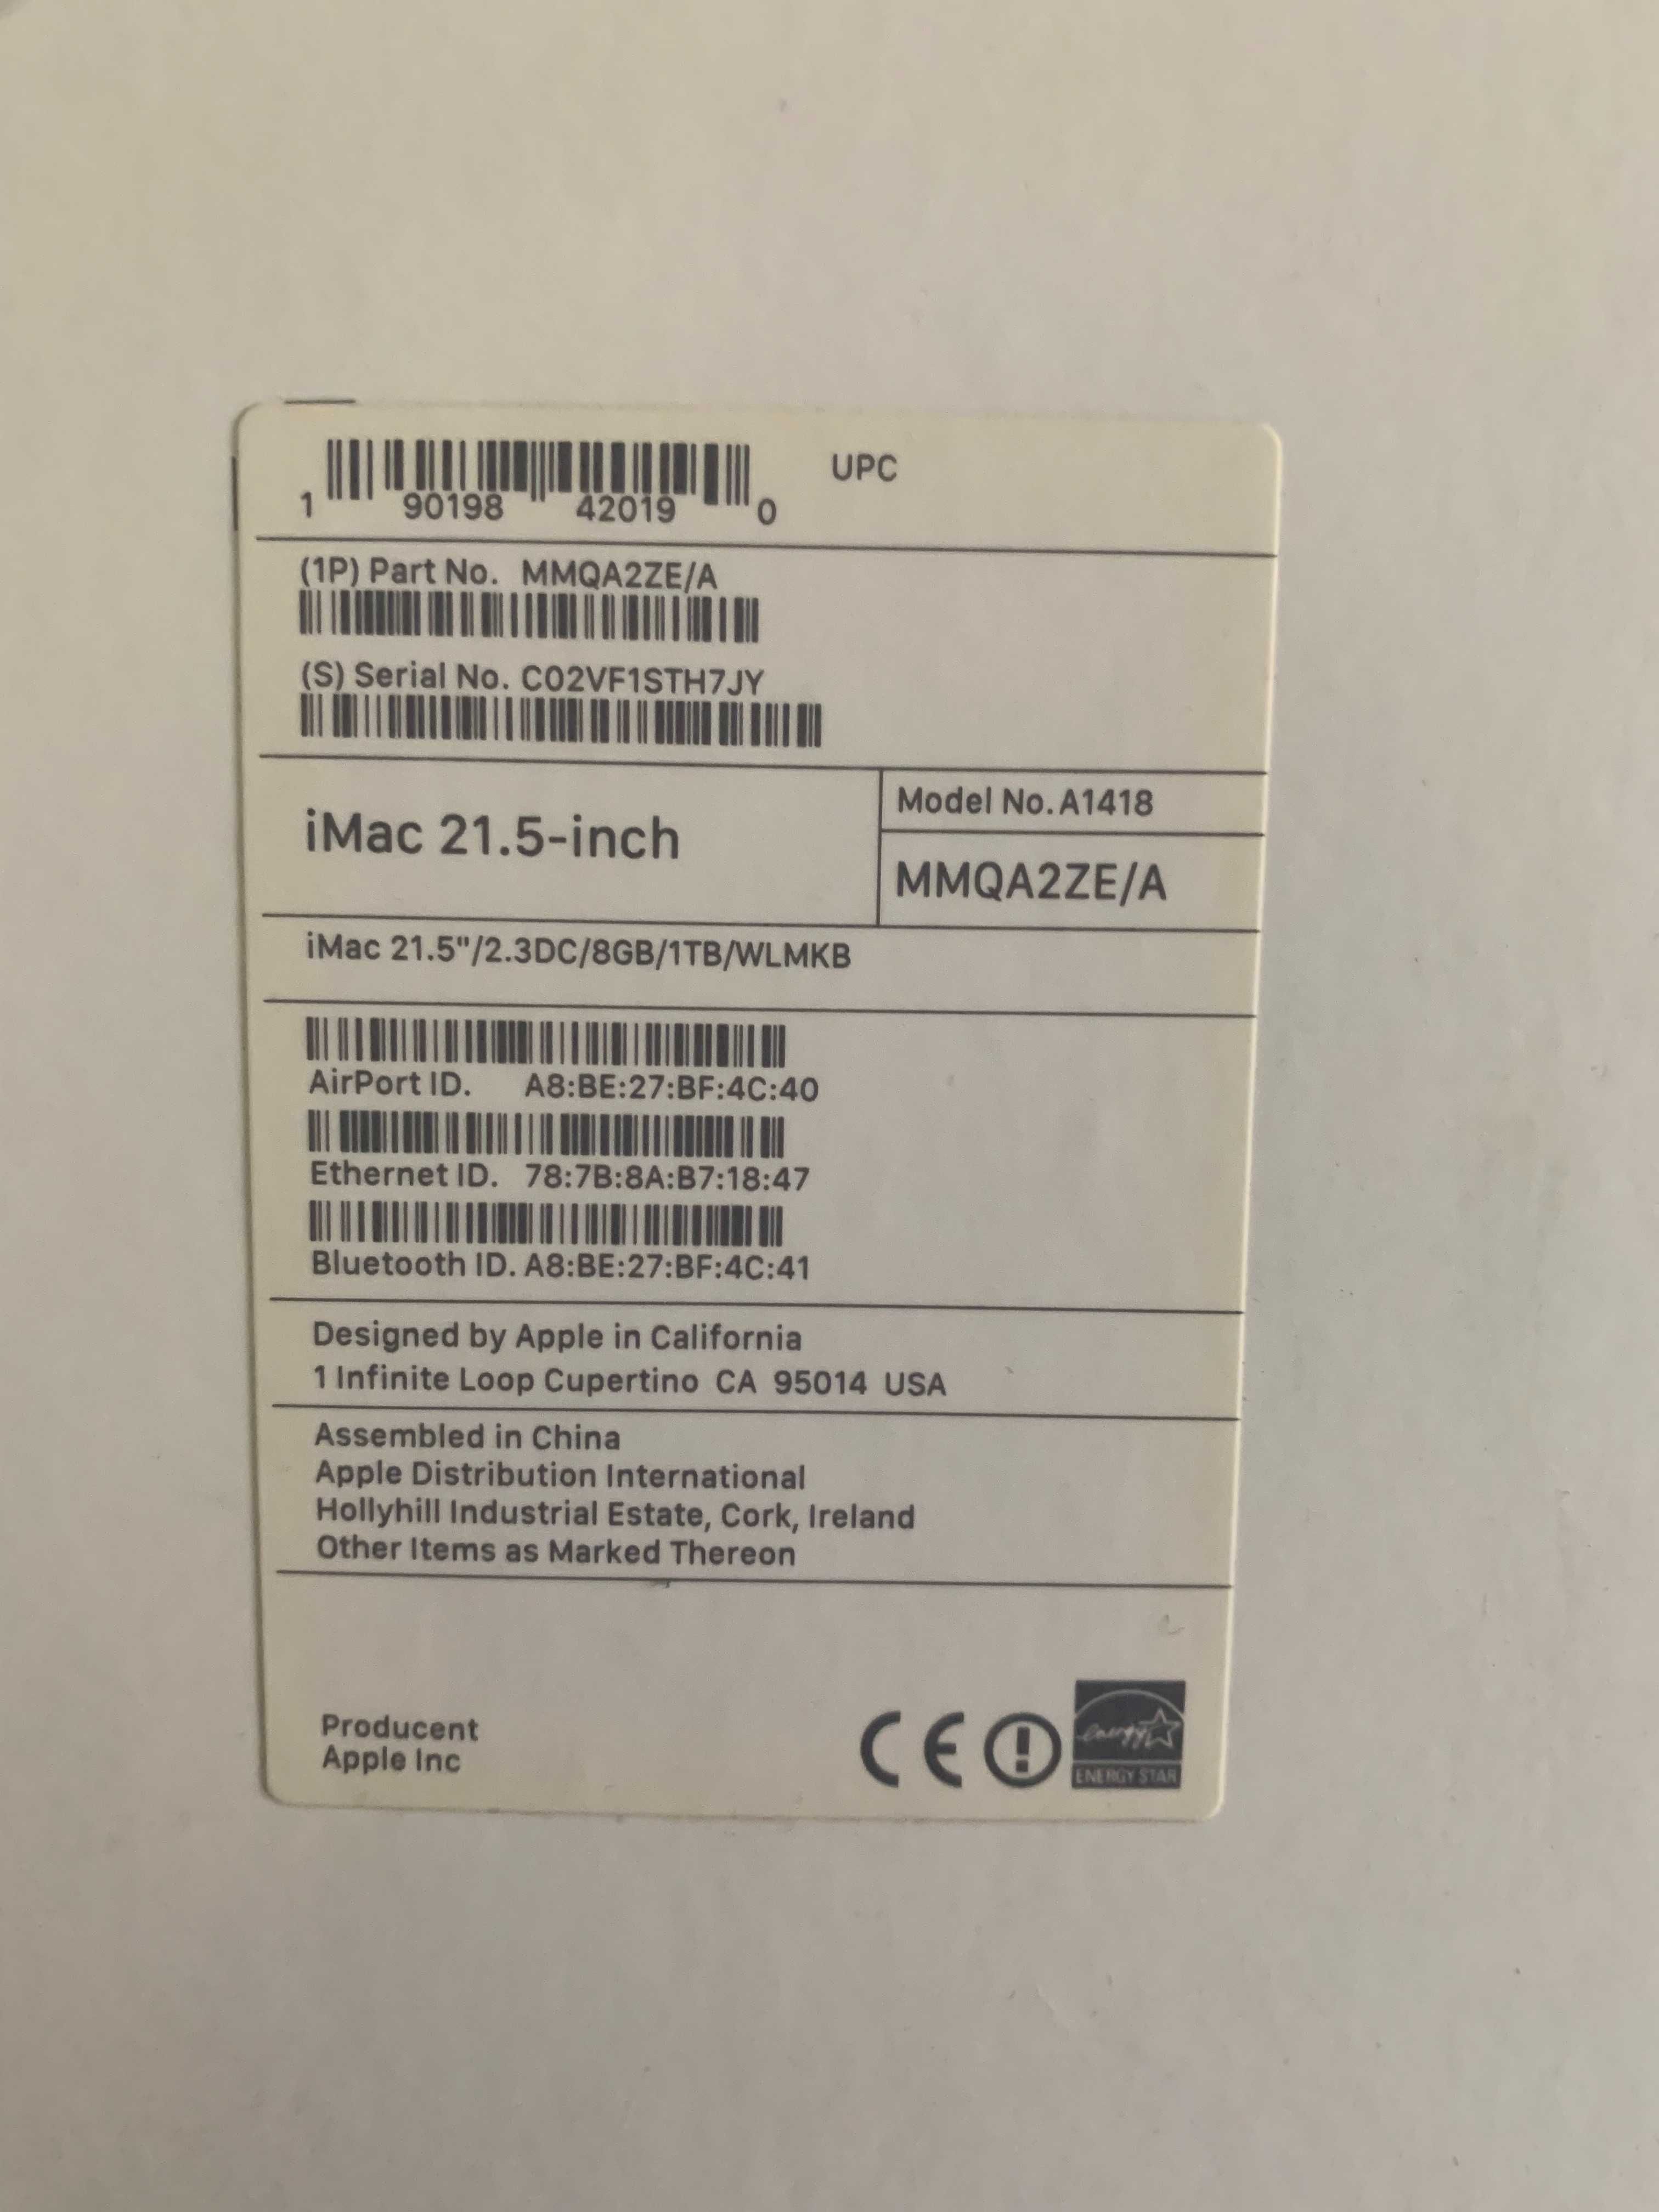 UPC
1 90198 42019 0
(1P) Part No. MMQA2ZE/A
(S) Serial No. C02VF1STH7JY
iMac 21.5-inch
Model No. A1418
MMQA2ZE/A
iMac 21.5"/2.3DC/8GB/1TB/WLMKB
AirPort ID. A8:BE:27:BF:4C:40
Ethernet ID. 78:7B:8A:B7:18:47
Bluetooth ID. A8:BE:27:BF:4C:41
Designed by Apple in California
1 Infinite Loop Cupertino CA 95014 USA
Assembled in China
Apple Distribution International
Hollyhill Industrial Estate, Cork, Ireland
Other Items as Marked Thereon
Producent
Apple Inc
CE
energy
ENERGY STAR